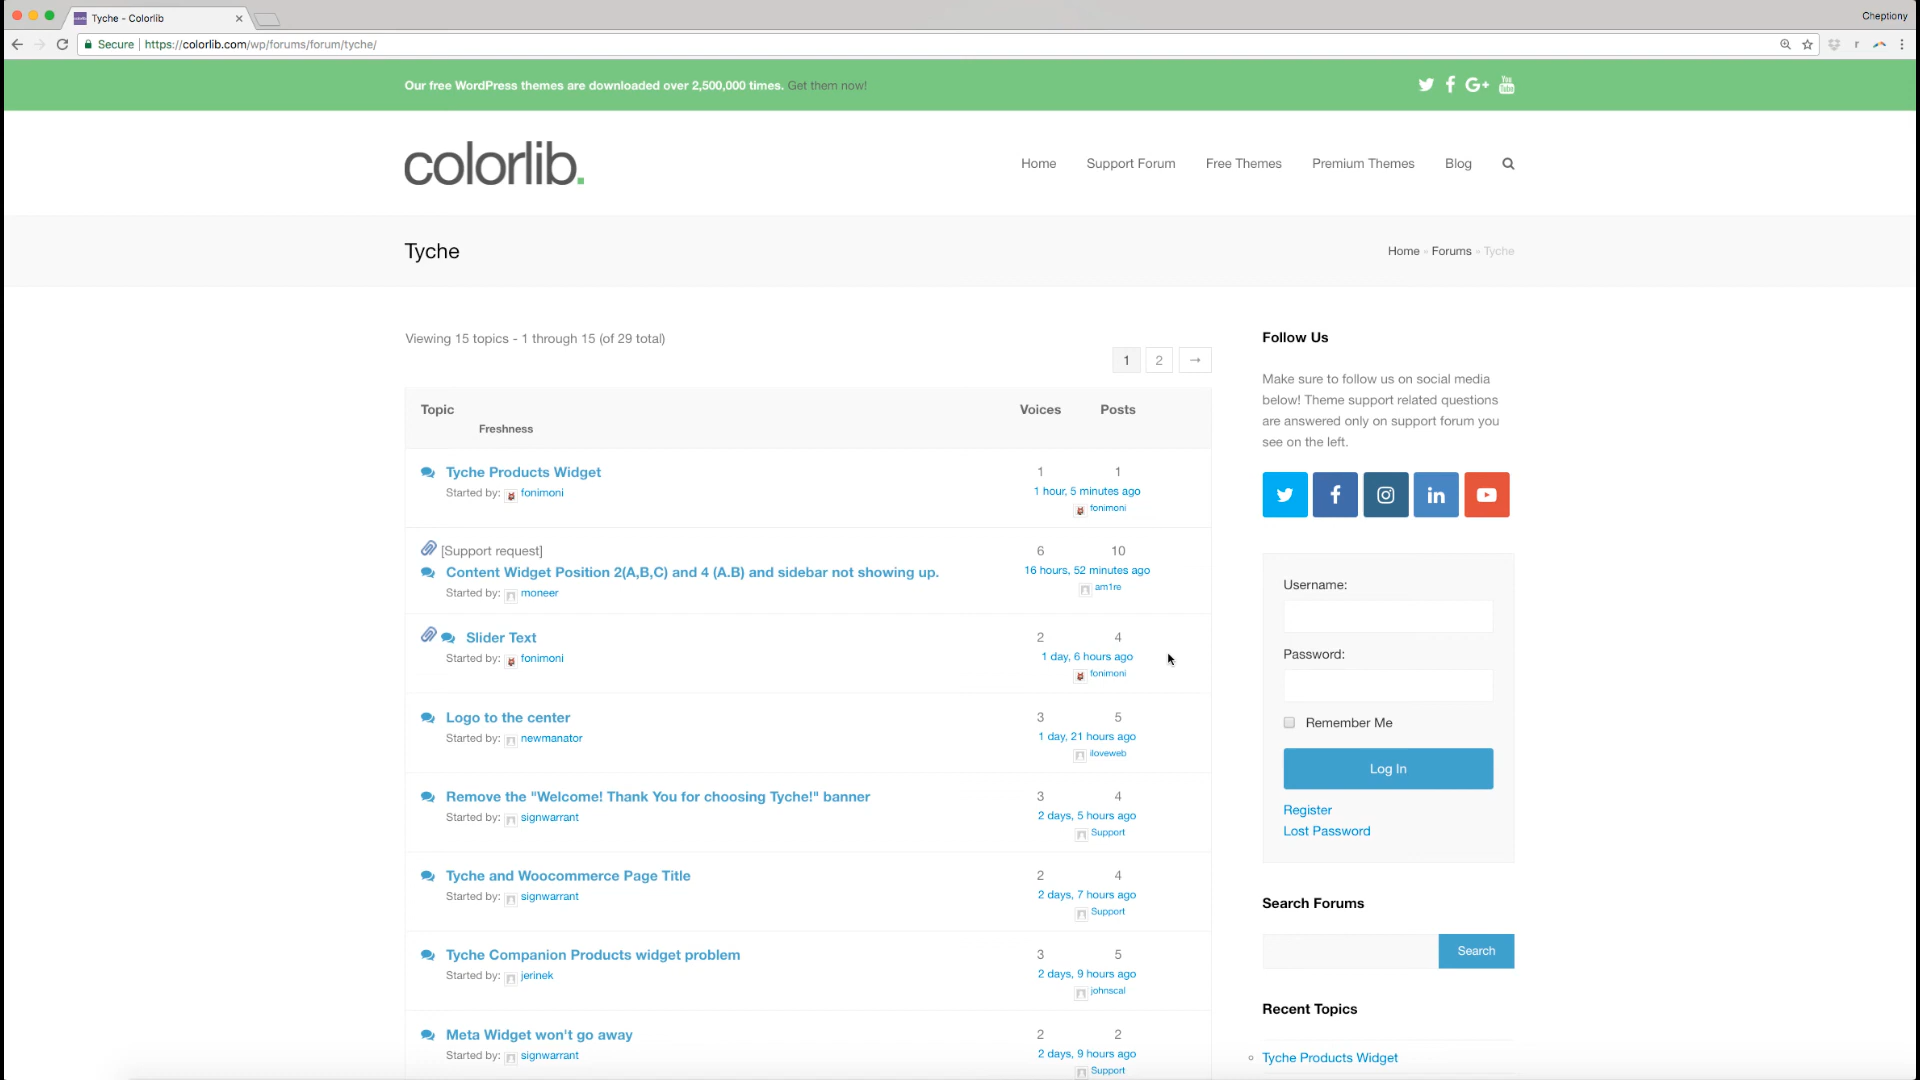 Tyche - Colorlib
Cheptiony
Secure https://colorlib.com/wp/forums/forum/tyche/
Our free WordPress themes are downloaded over 2,500,000 times. Get them now!
colorlib.
Home Support Forum Free Themes Premium Themes Blog
Tyche
Home » Forums » Tyche
Viewing 15 topics - 1 through 15 (of 29 total)
1 2 →
Topic Voices Posts
Freshness
Tyche Products Widget 1 1
Started by: fonimoni 1 hour, 5 minutes ago
fonimoni
[Support request] 6 10
Content Widget Position 2(A,B,C) and 4 (A.B) and sidebar not showing up. 16 hours, 52 minutes ago
Started by: moneer am1re
Slider Text 2 4
Started by: fonimoni 1 day, 6 hours ago
fonimoni
Logo to the center 3 5
Started by: newmanator 1 day, 21 hours ago
iloveweb
Remove the "Welcome! Thank You for choosing Tyche!" banner 3 4
Started by: signwarrant 2 days, 5 hours ago
Support
Tyche and Woocommerce Page Title 2 4
Started by: signwarrant 2 days, 7 hours ago
Support
Tyche Companion Products widget problem 3 5
Started by: jerinek 2 days, 9 hours ago
johnscal
Meta Widget won't go away 2 2
Started by: signwarrant 2 days, 9 hours ago
Support
Follow Us
Make sure to follow us on social media
below! Theme support related questions
are answered only on support forum you
see on the left.
Username:
Password:
Remember Me
Log In
Register
Lost Password
Search Forums
Search
Recent Topics
Tyche Products Widget